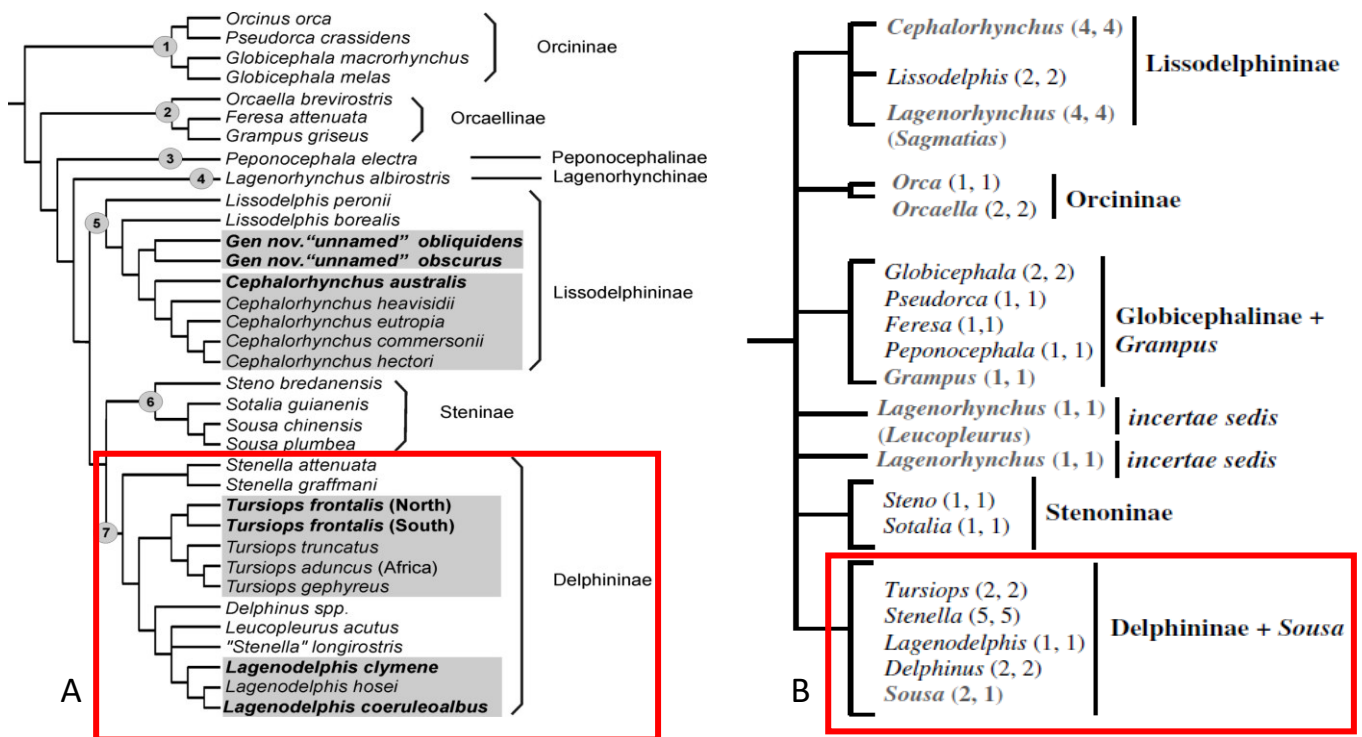 Orcinus orca
Pseudorca crassidens
Globicephala macrorhynchus
Globicephala melas
1
Orcininae
Orcaella brevirostris
Feresa attenuata
Grampus griseus
2
Orcaellinae
3
Peponocephala electra
Peponocephalinae
4
Lagenorhynchus albirostris
Lagenorhynchinae
5
Lissodelphis peronii
Lissodelphis borealis
Gen nov."unnamed" obliquidens
Gen nov."unnamed" obscurus
Cephalorhynchus australis
Cephalorhynchus heavisidii
Cephalorhynchus eutropia
Cephalorhynchus commersonii
Cephalorhynchus hectori
Lissodelphininae
6
Steno bredanensis
Sotalia guianenis
Sousa chinensis
Sousa plumbea
Steninae
7
Stenella attenuata
Stenella graffmani
Tursiops frontalis (North)
Tursiops frontalis (South)
Tursiops truncatus
Tursiops aduncus (Africa)
Tursiops gephyreus
Delphinus spp.
Leucopleurus acutus
"Stenella" longirostris
Lagenodelphis clymene
Lagenodelphis hosei
Lagenodelphis coeruleoalbus
Delphininae
A
Cephalorhynchus (4, 4)
Lissodelphis (2, 2)
Lagenorhynchus (4, 4)
(Sagmatias)
Lissodelphininae
Orca (1, 1)
Orcaella (2, 2)
Orcininae
Globicephala (2, 2)
Pseudorca (1, 1)
Feresa (1,1)
Peponocephala (1, 1)
Grampus (1, 1)
Globicephalinae +
Grampus
Lagenorhynchus (1, 1)
(Leucopleurus)
incertae sedis
Lagenorhynchus (1, 1)
incertae sedis
Steno (1, 1)
Sotalia (1, 1)
Stenoninae
Tursiops (2, 2)
Stenella (5, 5)
Lagenodelphis (1, 1)
Delphinus (2, 2)
Sousa (2, 1)
Delphininae + Sousa
B